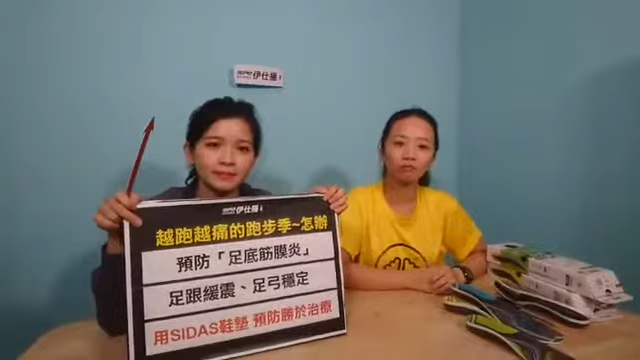 伊仕播
伊仕播
越跑越痛的跑步季~怎辦
預防「足底筋膜炎」
足跟緩震、足弓穩定
用SIDAS鞋墊 預防勝於治療